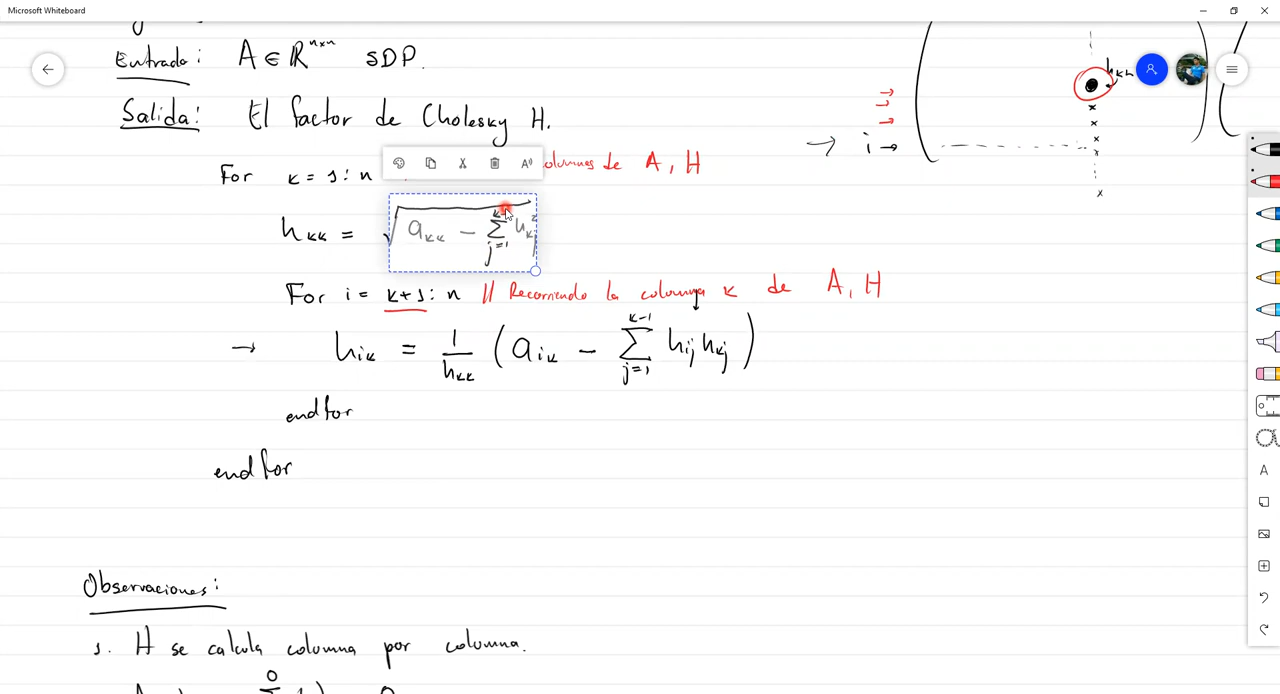 Microsoft Whiteboard
Entrada: A ∈ ℝⁿˣⁿ SDP.
Salida: El factor de Cholesky H.
For k = 1:n columnas de A, H
h_kk = √(a_kk − ∑_{j=1}^{k-1} h_kj²)
For i = k+1:n // Recorriendo la columna k de A, H
→ h_ik = 1/h_kk (a_ik − ∑_{j=1}^{k-1} h_ij h_kj)
endfor
endfor
Observaciones:
1. H se calcula columna por columna.
h_kk
→ i →